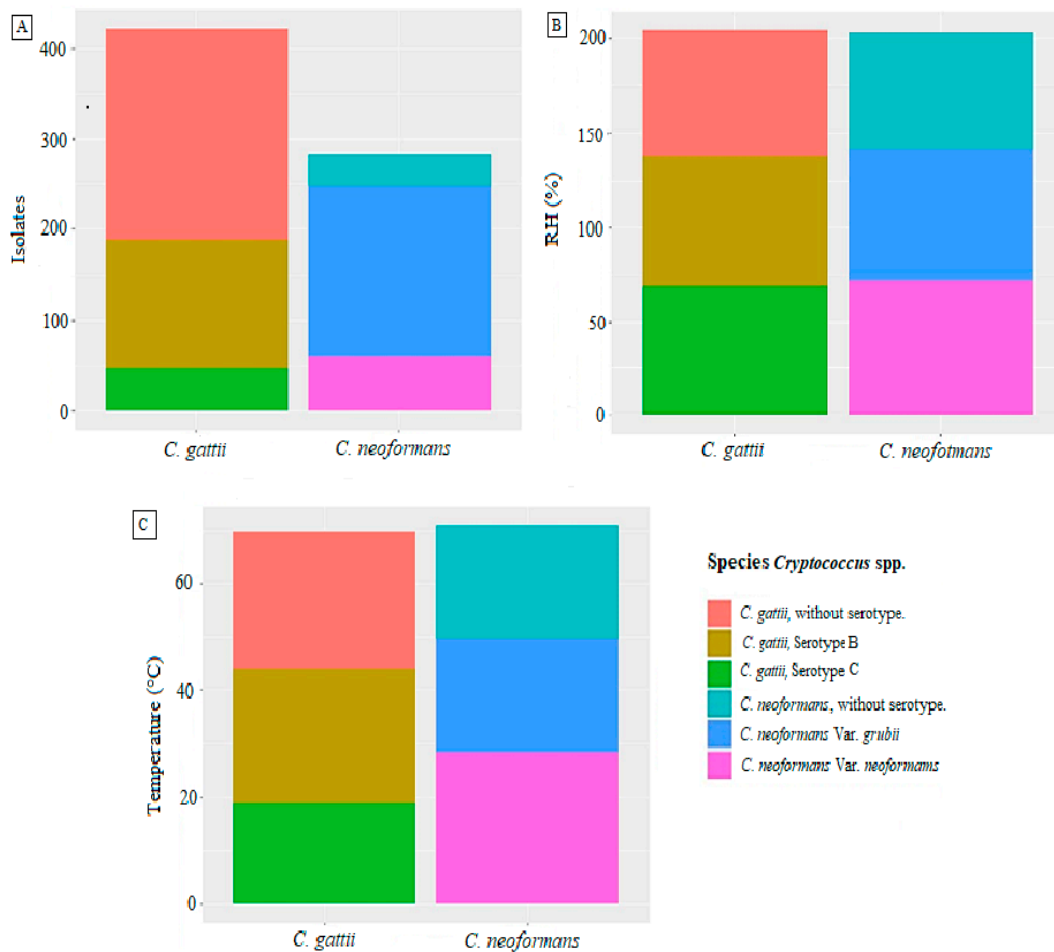 A
400
300
200
100
0
Isolates
C. gattii
C. neoformans
B
200
150
100
50
0
RH (%)
C. gattii
C. neofotmans
C
60
40
20
0
Temperature (°C)
C. gattii
C. neoformans
Species Cryptococcus spp.
C. gattii, without serotype.
C. gattii, Serotype B
C. gattii, Serotype C
C. neoformans, without serotype.
C. neoformans Var. grubii
C. neoformans Var. neoformams